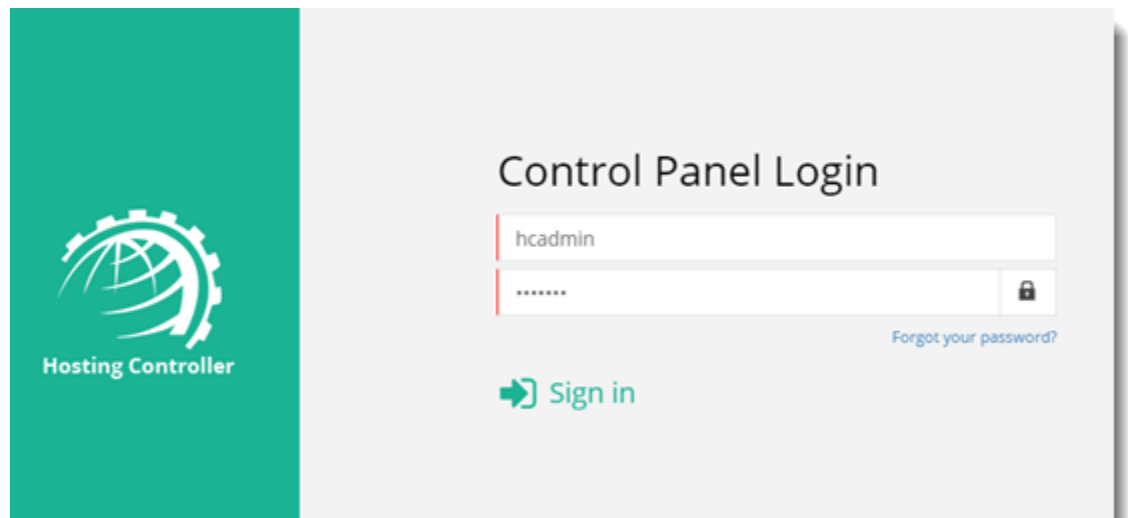 Control Panel Login
hcadmin
•••••••
Forgot your password?
Hosting Controller
Sign in